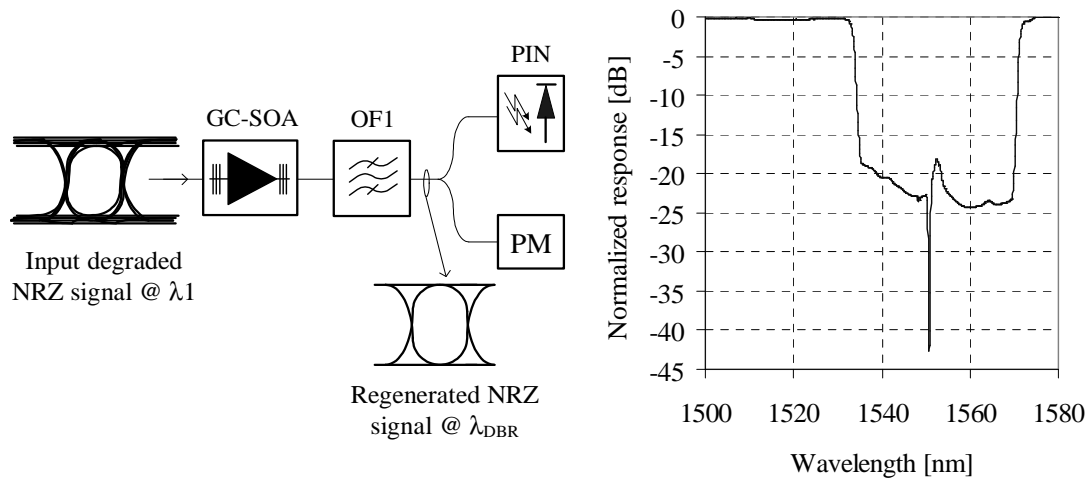 GC-SOA
OF1
PIN
PM
Input degraded
NRZ signal @ λ1
Regenerated NRZ
signal @ λDBR
Normalized response [dB]
0
-5
-10
-15
-20
-25
-30
-35
-40
-45
1500 1520 1540 1560 1580
Wavelength [nm]